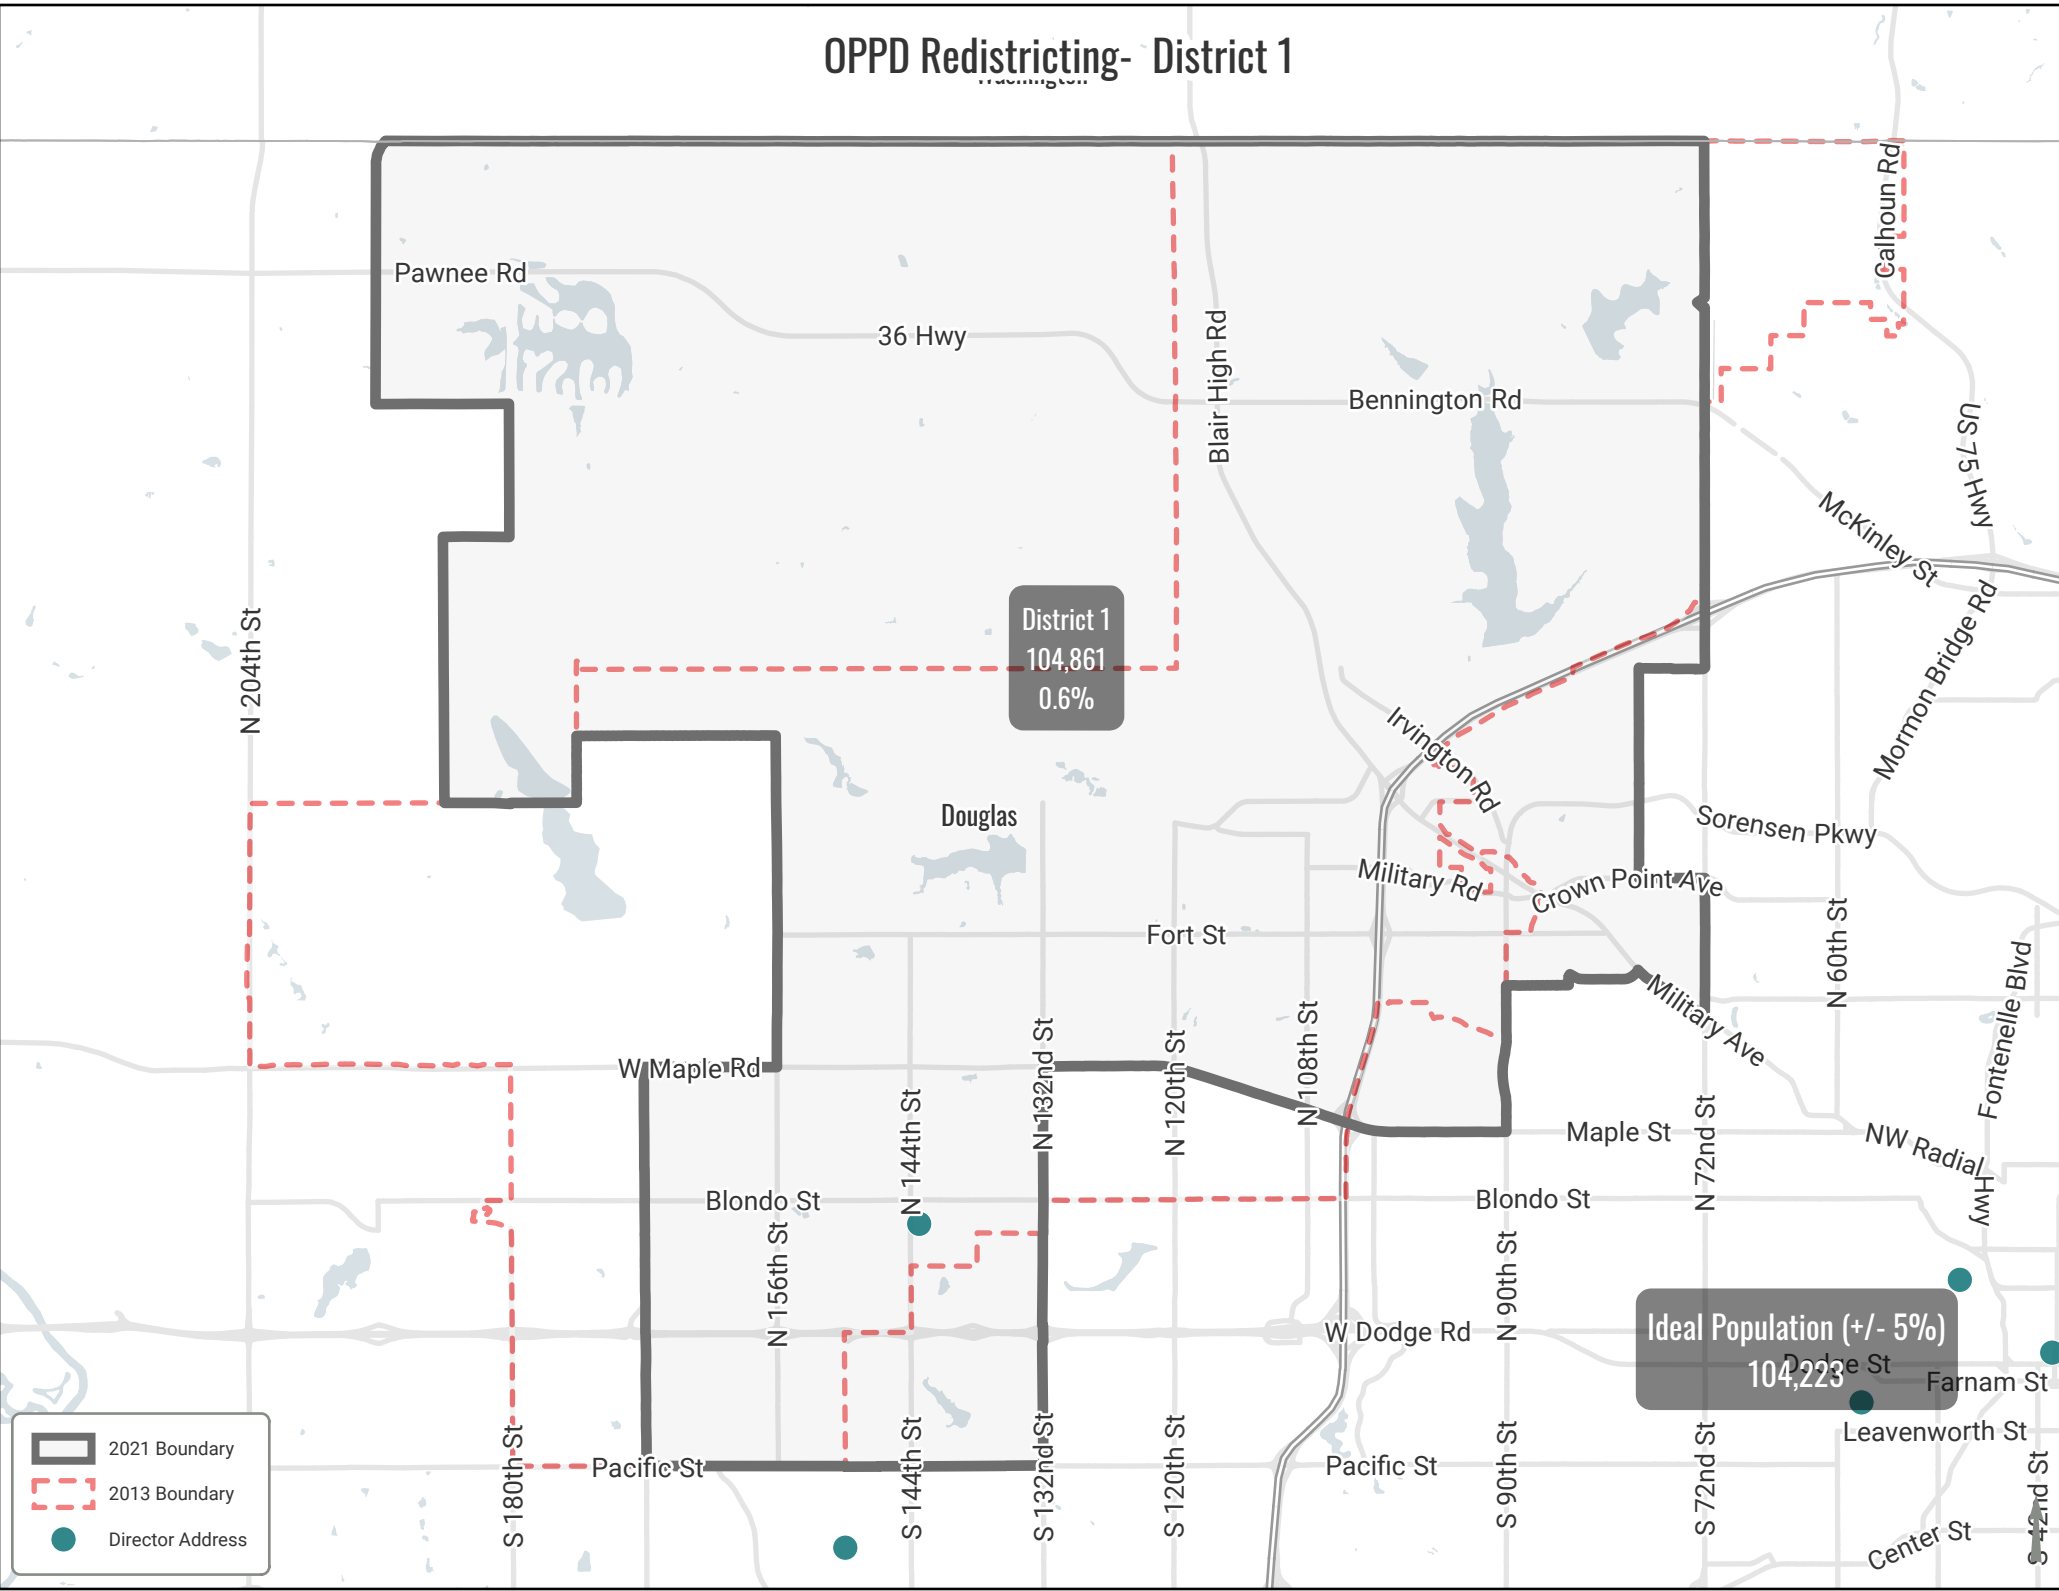 OPPD Redistricting-  District 1
Washington
Calhoun Rd
Pawnee Rd
36 Hwy
Blair High Rd
Bennington Rd
US 75 Hwy
McKinley St
Mormon Bridge Rd
N 204th St
District 1
104,861
0.6%
Irvington Rd
Douglas
Sorensen Pkwy
Military Rd
Crown Point Ave
Fort St
N 60th St
Fontenelle Blvd
Military Ave
W Maple Rd
N 132nd St
N 120th St
N 108th St
N 144th St
Maple St
N 72nd St
NW Radial Hwy
Blondo St
Blondo St
N 156th St
N 90th St
W Dodge Rd
Ideal Population (+/- 5%)
104,223
Dodge St
Farnam St
Leavenworth St
Pacific St
Pacific St
S 180th St
S 144th St
S 132nd St
S 120th St
S 90th St
S 72nd St
S 42nd St
Center St
2021 Boundary
2013 Boundary
Director Address